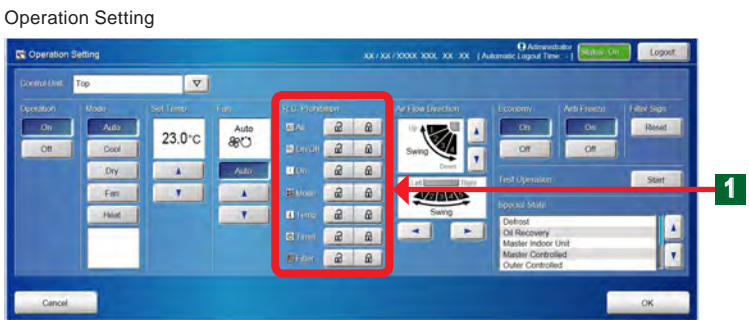 Operation Setting
Operation Setting
XX / XX / XXXX XXX, XX XX [Automatic Logout Time - ]
Administrator
Status: On
Logout
Control Unit
Top
Operation
On
Off
Mode
Auto
Cool
Dry
Fan
Heat
Set Temp.
23.0°C
Fan
Auto
Auto
R.C. Prohibition
All
On/Off
On
Mode
Temp
Timer
Filter
Air Flow Direction
Up
Swing
Down
Left
Right
Swing
Economy
On
Off
Anti Freeze
On
Off
Filter Sign
Reset
Test Operation
Start
Special State
Defrost
Oil Recovery
Master Indoor Unit
Master Controlled
Outer Controlled
1
Cancel
OK